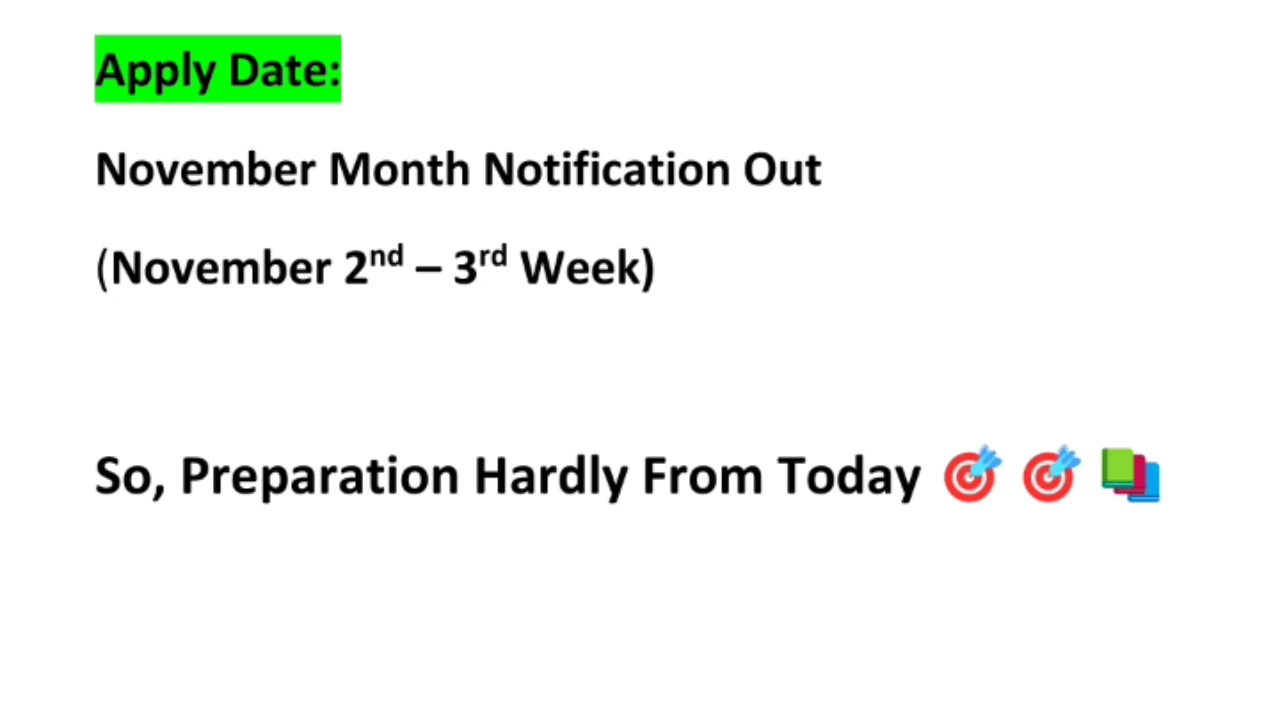 Apply Date:
November Month Notification Out
(November 2nd – 3rd Week)
So, Preparation Hardly From Today 🎯 🎯 📚